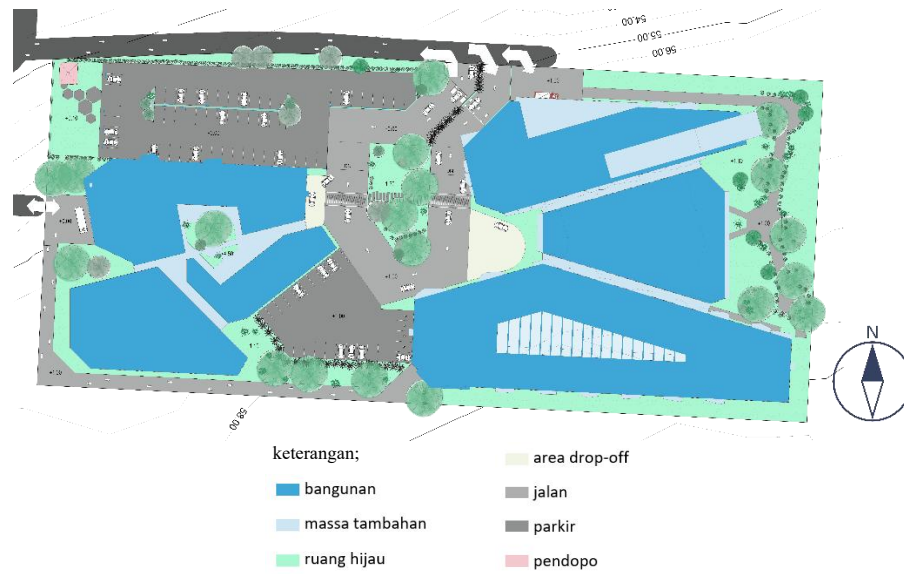 54.00
55.00
56.00
N
58.00
keterangan;
bangunan
massa tambahan
ruang hijau
area drop-off
jalan
parkir
pendopo